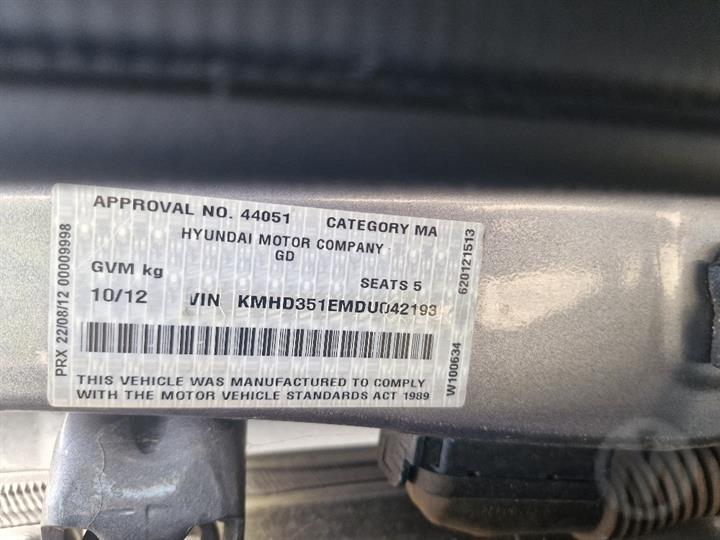 APPROVAL NO. 44051 CATEGORY MA
HYUNDAI MOTOR COMPANY
GD
GVM kg SEATS 5
10/12 VIN KMHD351EMDU042193
THIS VEHICLE WAS MANUFACTURED TO COMPLY
WITH THE MOTOR VEHICLE STANDARDS ACT 1989
PRX 22/08/12 00009998
620121513
W100634